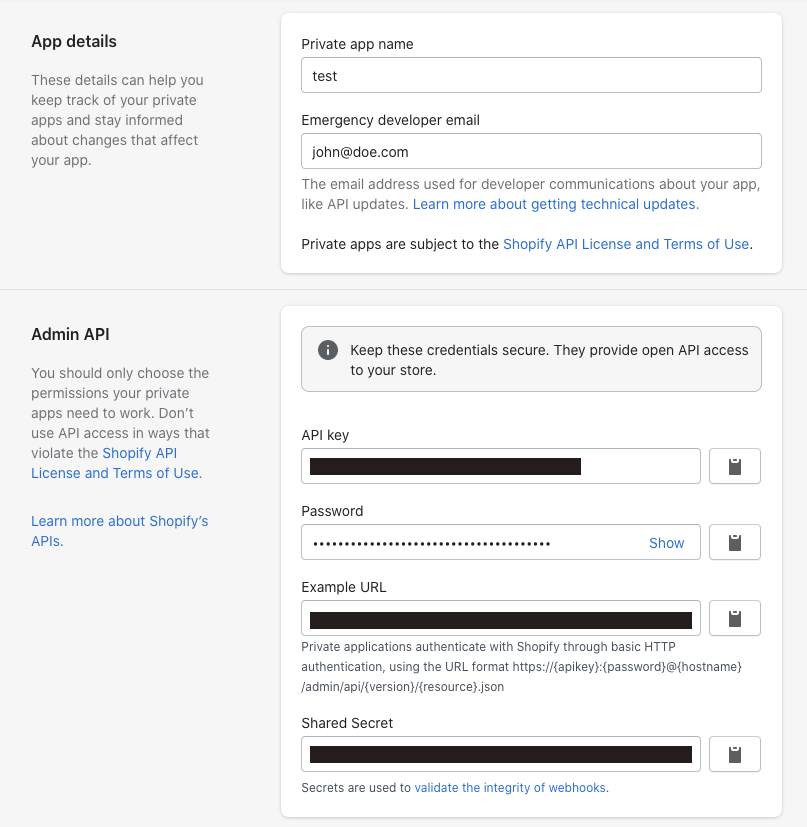 App details
These details can help you
keep track of your private
apps and stay informed
about changes that affect
your app.
Private app name
test
Emergency developer email
john@doe.com
The email address used for developer communications about your app,
like API updates. Learn more about getting technical updates.
Private apps are subject to the Shopify API License and Terms of Use.
Admin API
You should only choose the
permissions your private
apps need to work. Don’t
use API access in ways that
violate the Shopify API
License and Terms of Use.
Learn more about Shopify’s
APIs.
Keep these credentials secure. They provide open API access
to your store.
API key
Password
••••••••••••••••••••••••••••••••••••••
Show
Example URL
Private applications authenticate with Shopify through basic HTTP
authentication, using the URL format https://{apikey}:{password}@{hostname}
/admin/api/{version}/{resource}.json
Shared Secret
Secrets are used to validate the integrity of webhooks.